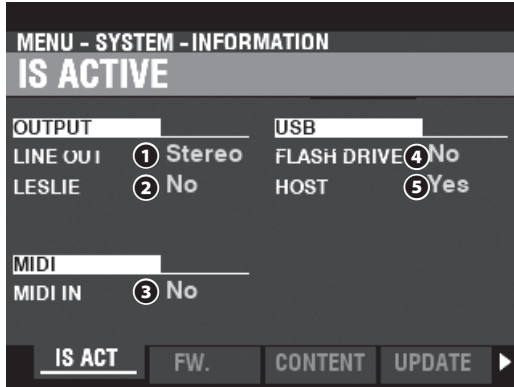 MENU - SYSTEM - INFORMATION
IS ACTIVE
OUTPUT
LINE OUT 1 Stereo
LESLIE 2 No
USB
FLASH DRIVE 4 No
HOST 5 Yes
MIDI
MIDI IN 3 No
IS ACT FW. CONTENT UPDATE